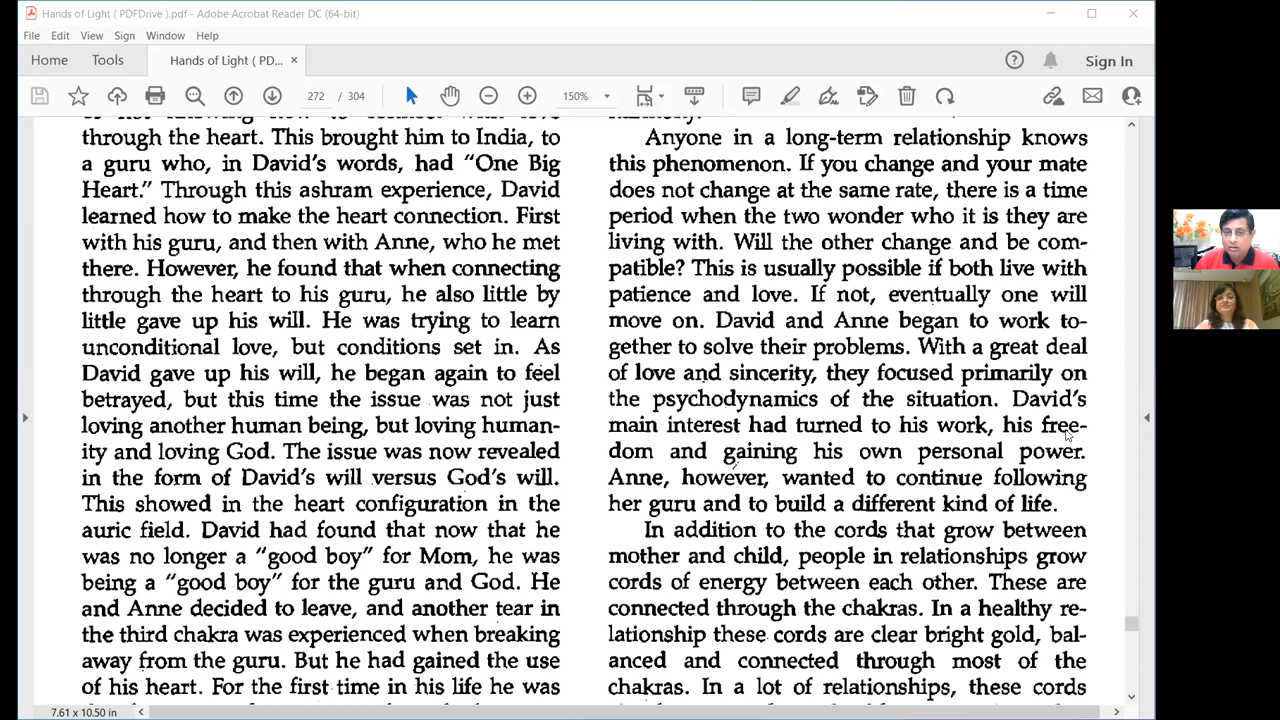 Hands of Light ( PDFDrive ).pdf - Adobe Acrobat Reader DC (64-bit)
File Edit View Sign Window Help
Home Tools Hands of Light ( PD... × Sign In
272 / 304 150%
through the heart. This brought him to India, to
a guru who, in David's words, had "One Big
Heart." Through this ashram experience, David
learned how to make the heart connection. First
with his guru, and then with Anne, who he met
there. However, he found that when connecting
through the heart to his guru, he also little by
little gave up his will. He was trying to learn
unconditional love, but conditions set in. As
David gave up his will, he began again to feel
betrayed, but this time the issue was not just
loving another human being, but loving human-
ity and loving God. The issue was now revealed
in the form of David's will versus God's will.
This showed in the heart configuration in the
auric field. David had found that now that he
was no longer a "good boy" for Mom, he was
being a "good boy" for the guru and God. He
and Anne decided to leave, and another tear in
the third chakra was experienced when breaking
away from the guru. But he had gained the use
of his heart. For the first time in his life he was
harmony.
Anyone in a long-term relationship knows
this phenomenon. If you change and your mate
does not change at the same rate, there is a time
period when the two wonder who it is they are
living with. Will the other change and be com-
patible? This is usually possible if both live with
patience and love. If not, eventually one will
move on. David and Anne began to work to-
gether to solve their problems. With a great deal
of love and sincerity, they focused primarily on
the psychodynamics of the situation. David's
main interest had turned to his work, his free-
dom and gaining his own personal power.
Anne, however, wanted to continue following
her guru and to build a different kind of life.
In addition to the cords that grow between
mother and child, people in relationships grow
cords of energy between each other. These are
connected through the chakras. In a healthy re-
lationship these cords are clear bright gold, bal-
anced and connected through most of the
chakras. In a lot of relationships, these cords
7.61 x 10.50 in